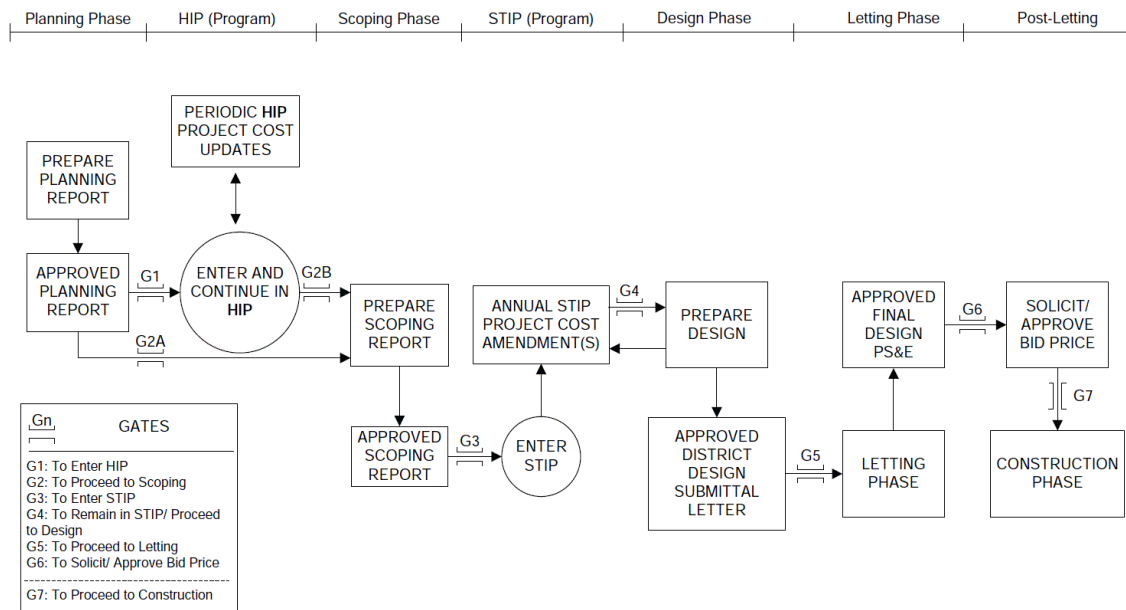 Planning Phase
HIP (Program)
Scoping Phase
STIP (Program)
Design Phase
Letting Phase
Post-Letting
PERIODIC HIP
PROJECT COST
UPDATES
PREPARE
PLANNING
REPORT
APPROVED
PLANNING
REPORT
G1
G2A
ENTER AND
CONTINUE IN
HIP
G2B
PREPARE
SCOPING
REPORT
APPROVED
SCOPING
REPORT
G3
ENTER
STIP
ANNUAL STIP
PROJECT COST
AMENDMENT(S)
G4
PREPARE
DESIGN
APPROVED
DISTRICT
DESIGN
SUBMITTAL
LETTER
G5
LETTING
PHASE
APPROVED
FINAL
DESIGN
PS&E
G6
SOLICIT/
APPROVE
BID PRICE
G7
CONSTRUCTION
PHASE
Gn
GATES
G1: To Enter HIP
G2: To Proceed to Scoping
G3: To Enter STIP
G4: To Remain in STIP/ Proceed
to Design
G5: To Proceed to Letting
G6: To Solicit/ Approve Bid Price
G7: To Proceed to Construction